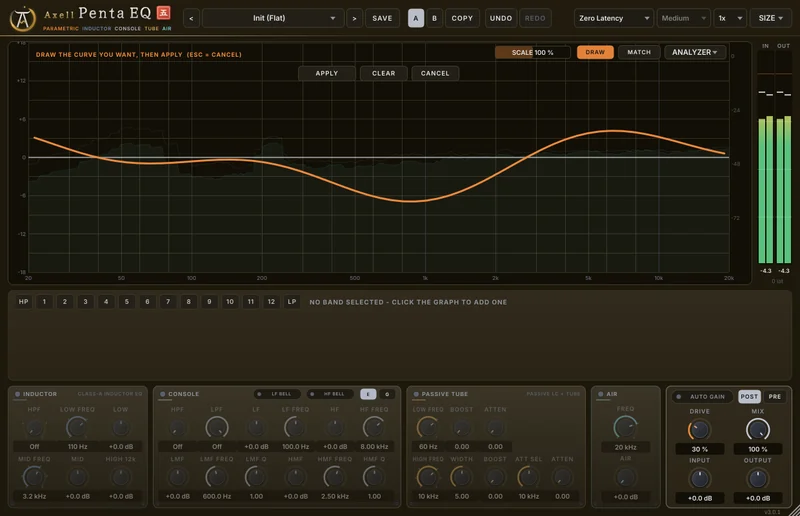 Axell Penta EQ 五
PARAMETRIC INDUCTOR CONSOLE TUBE AIR
< Init (Flat) > SAVE A B COPY UNDO REDO Zero Latency Medium 1x SIZE
DRAW THE CURVE YOU WANT, THEN APPLY (ESC = CANCEL) SCALE 100 % DRAW MATCH ANALYZER
APPLY CLEAR CANCEL
IN OUT
+12
+6
0
-6
-12
-18
0
-24
-48
-72
20 50 100 200 500 1k 2k 5k 10k 20k
-4.3 -4.3
HP 1 2 3 4 5 6 7 8 9 10 11 12 LP NO BAND SELECTED - CLICK THE GRAPH TO ADD ONE
INDUCTOR CLASS-A INDUCTOR EQ
HPF LOW FREQ LOW
Off 110 Hz +0.0 dB
MID FREQ MID HIGH 12k
3.2 kHz +0.0 dB +0.0 dB
CONSOLE LF BELL HF BELL E G
HPF LPF LF LF FREQ HF HF FREQ
Off Off +0.0 dB 100.0 Hz +0.0 dB 8.00 kHz
LMF LMF FREQ LMF Q HMF HMF FREQ HMF Q
+0.0 dB 600.0 Hz 1.00 +0.0 dB 2.50 kHz 1.00
PASSIVE TUBE PASSIVE LC + TUBE
LOW FREQ BOOST ATTEN
60 Hz 0.00 0.00
HIGH FREQ WIDTH BOOST ATT SEL ATTEN
10 kHz 5.00 0.00 10 kHz 0.00
AIR
FREQ
20 kHz
AIR
+0.0 dB
AUTO GAIN POST PRE
DRIVE MIX
30 % 100 %
INPUT OUTPUT
+0.0 dB +0.0 dB